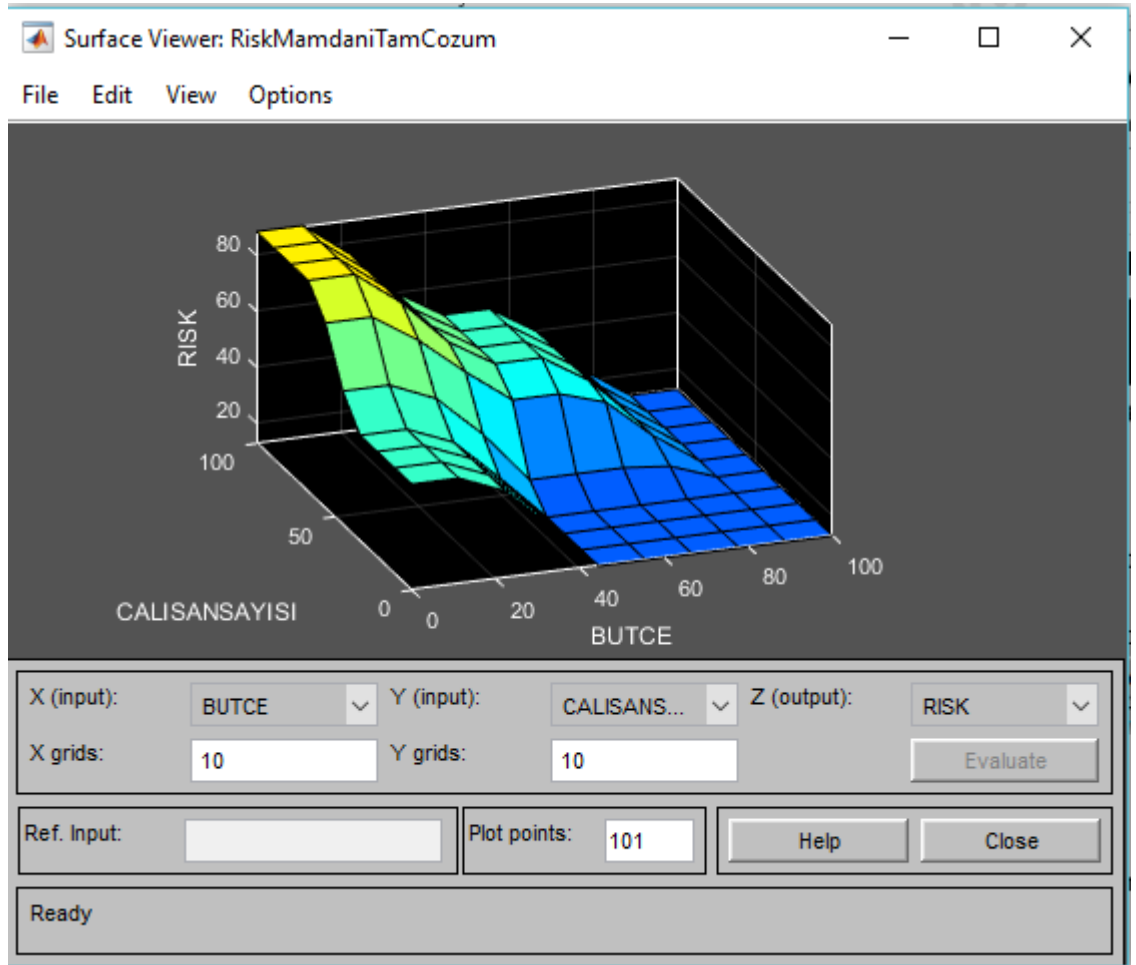 Surface Viewer: RiskMamdaniTamCozum
File Edit View Options
RISK
80
60
40
20
100
50
0
CALISANSAYISI
0
20
40
60
80
100
BUTCE
X (input): BUTCE Y (input): CALISANS... Z (output): RISK
X grids: 10 Y grids: 10 Evaluate
Ref. Input: Plot points: 101 Help Close
Ready